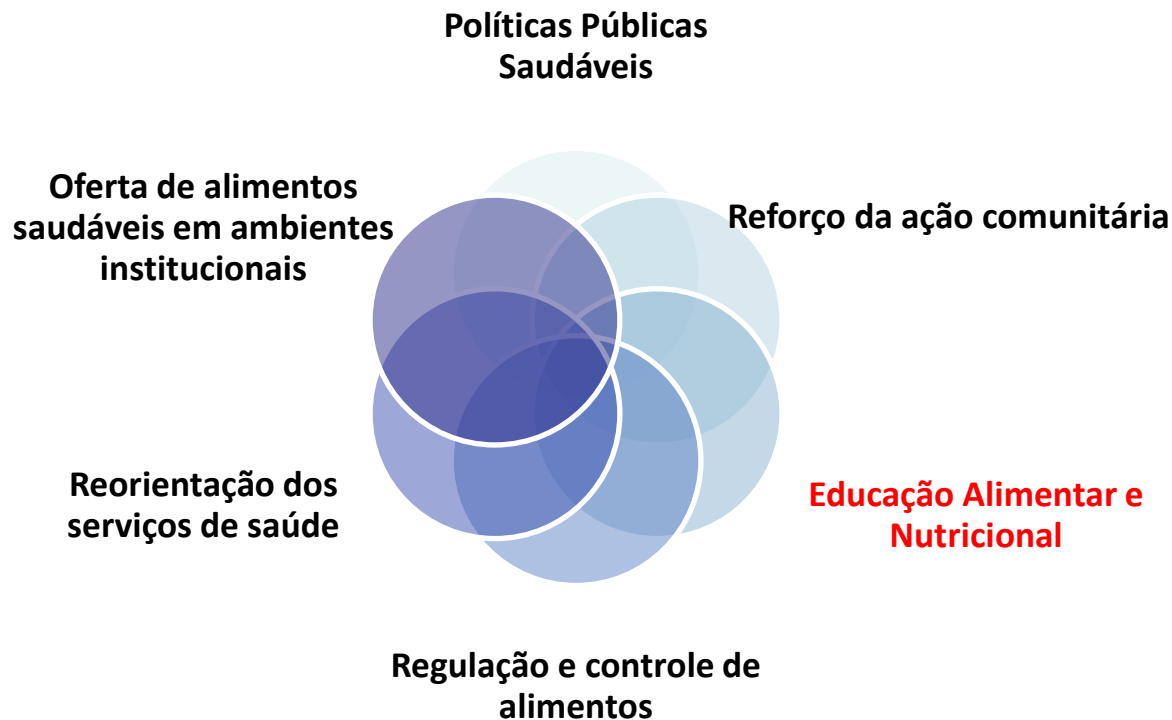 Políticas Públicas
Saudáveis
Oferta de alimentos
saudáveis em ambientes
institucionais
Reforço da ação comunitária
Reorientação dos
serviços de saúde
Educação Alimentar e
Nutricional
Regulação e controle de
alimentos